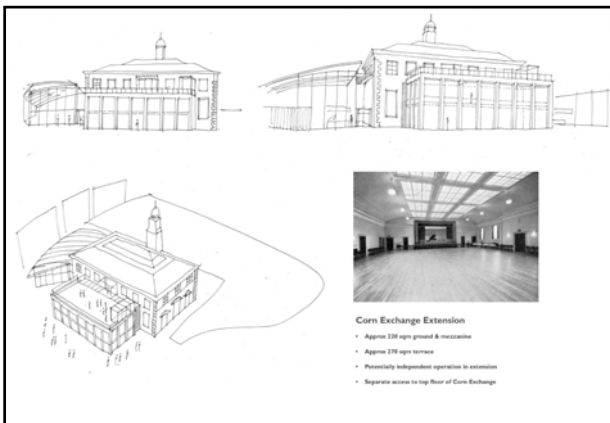 Corn Exchange Extension
• Approx 220 sqm ground & mezzanine
• Approx 270 sqm terrace
• Potentially independent operation in extension
• Separate access to top floor of Corn Exchange